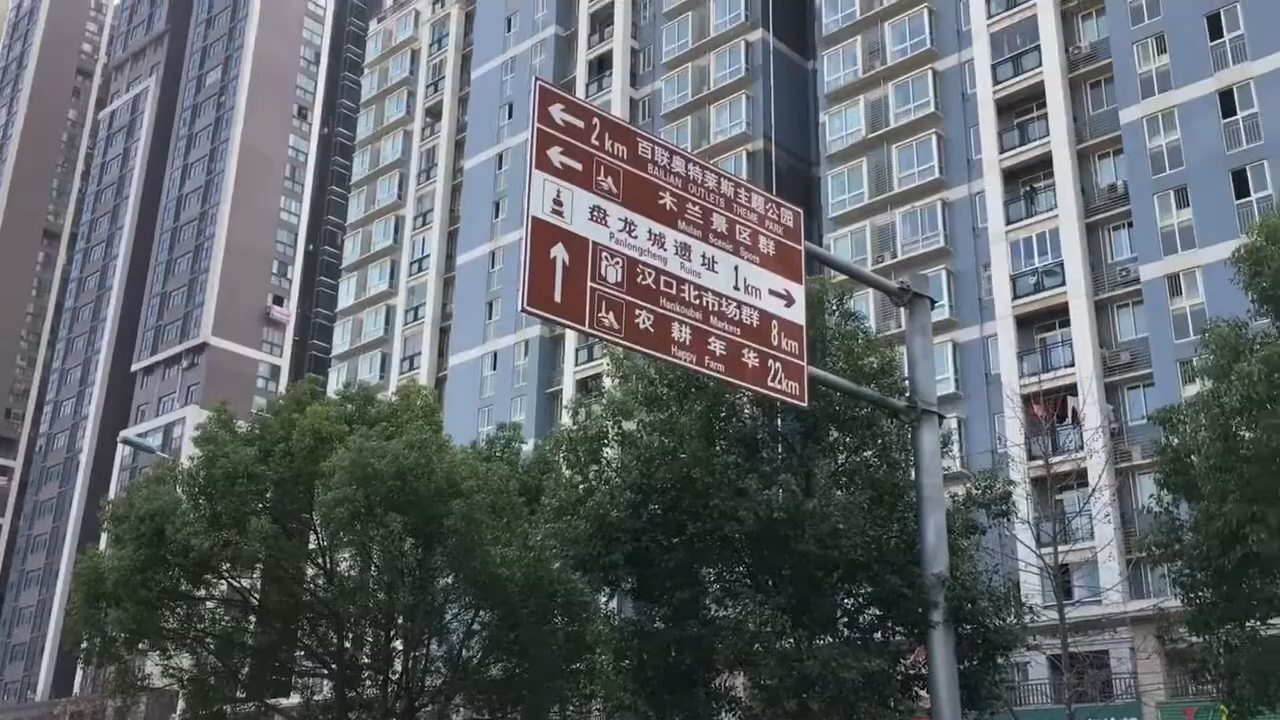 2 km 百联奥特莱斯主题公园
BAILIAN OUTLETS THEME PARK
木兰景区群
Mulan Scenic Spots
盘龙城遗址 1km
Panlongcheng Ruins
汉口北市场群 8 km
Hankoubei Markets
农耕年华 22km
Happy Farm